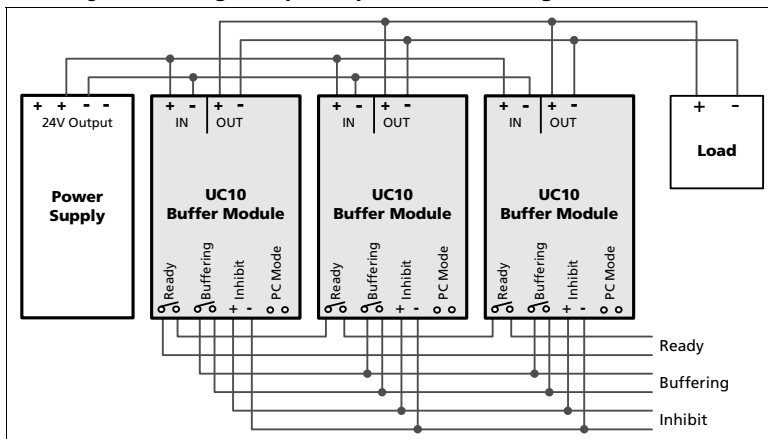 + + - -
24V Output
Power
Supply
+ - + -
IN OUT
UC10
Buffer Module
Ready
Buffering
+ Inhibit -
PC Mode
+ - + -
IN OUT
UC10
Buffer Module
Ready
Buffering
+ Inhibit -
PC Mode
+ - + -
IN OUT
UC10
Buffer Module
Ready
Buffering
+ Inhibit -
PC Mode
+ -
Load
Ready
Buffering
Inhibit